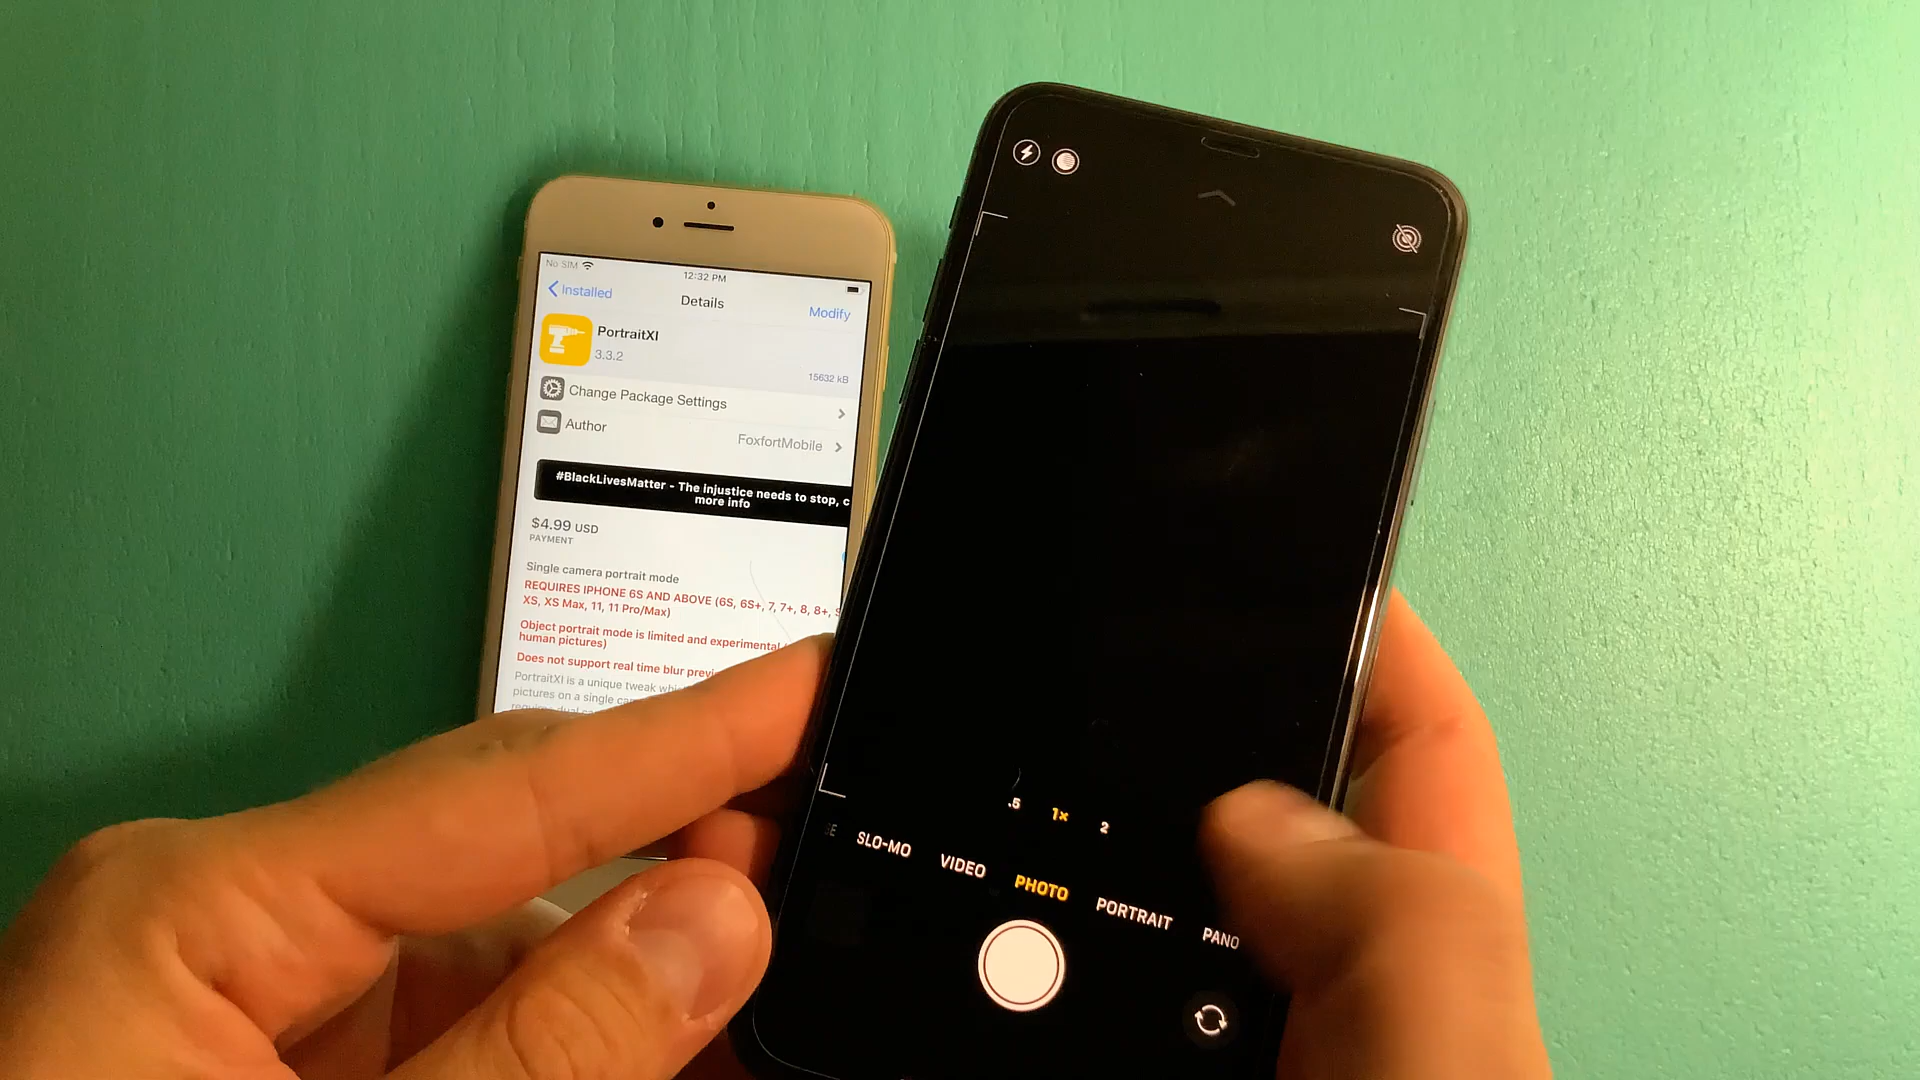 No SIM
12:32 PM
Installed
Details
Modify
PortraitXI
3.3.2
15632 kB
Change Package Settings
Author
FoxfortMobile
#BlackLivesMatter - The injustice needs to stop, c
more info
$4.99 USD
PAYMENT
Single camera portrait mode
REQUIRES IPHONE 6S AND ABOVE (6S, 6S+, 7, 7+, 8, 8+,
XS, XS Max, 11, 11 Pro/Max)
Object portrait mode is limited and experimental
human pictures)
Does not support real time blur previ
PortraitXI is a unique tweak
pictures on a single
requires dual
.5
1×
2
SLO-MO
VIDEO
PHOTO
PORTRAIT
PANO